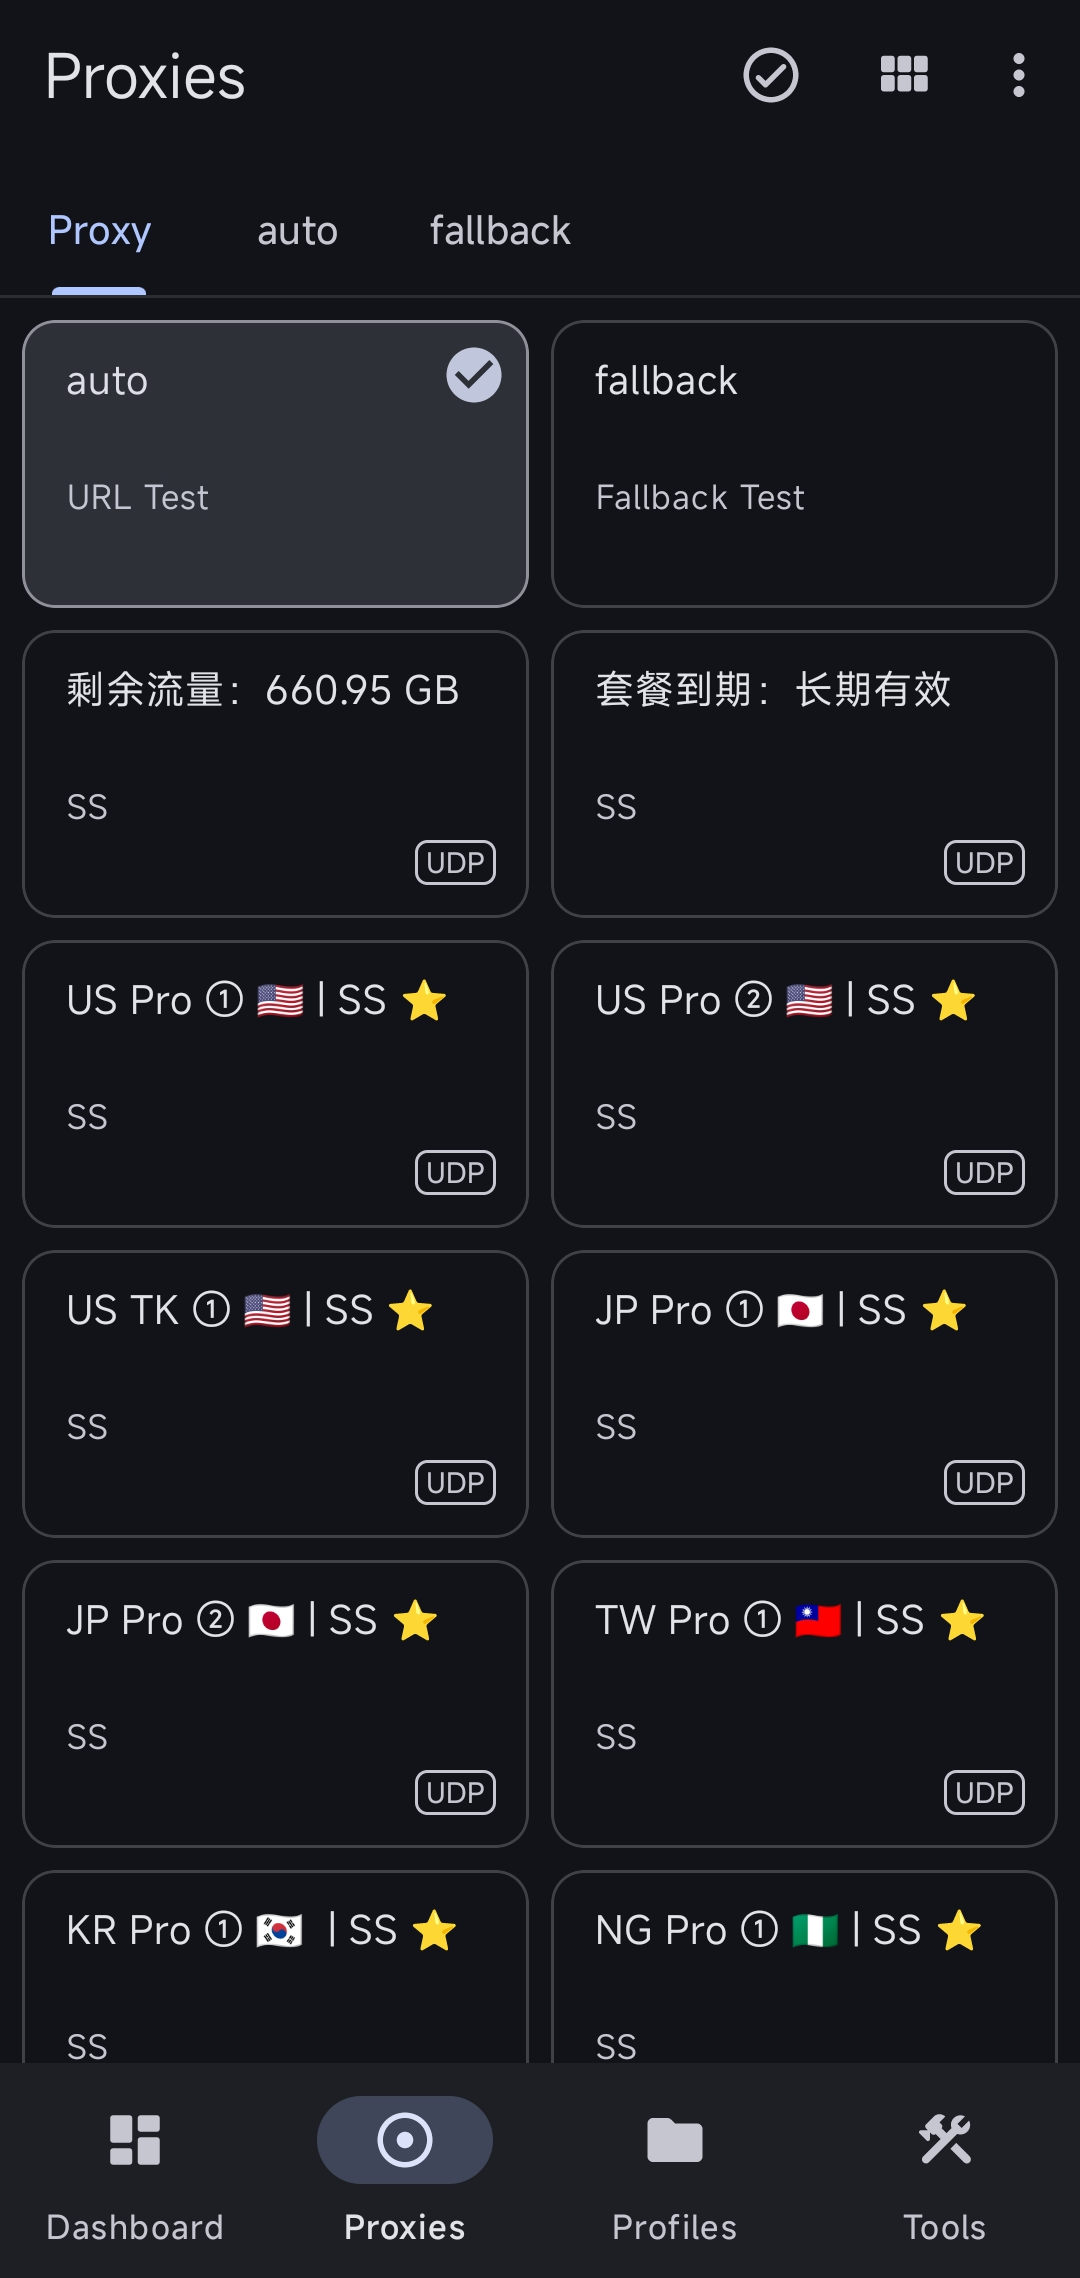 Proxies
Proxy auto fallback
auto
URL Test
fallback
Fallback Test
剩余流量：660.95 GB
SS
UDP
套餐到期：长期有效
SS
UDP
US Pro ① 🇺🇸 | SS ⭐
SS
UDP
US Pro ② 🇺🇸 | SS ⭐
SS
UDP
US TK ① 🇺🇸 | SS ⭐
SS
UDP
JP Pro ① 🇯🇵 | SS ⭐
SS
UDP
JP Pro ② 🇯🇵 | SS ⭐
SS
UDP
TW Pro ① 🇹🇼 | SS ⭐
SS
UDP
KR Pro ① 🇰🇷 | SS ⭐
SS
NG Pro ① 🇳🇬 | SS ⭐
SS
Dashboard Proxies Profiles Tools